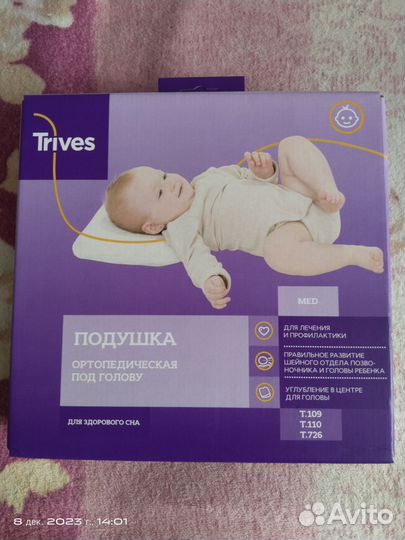 Trives
MED
ПОДУШКА
ОРТОПЕДИЧЕСКАЯ
ПОД ГОЛОВУ
ДЛЯ ЗДОРОВОГО СНА
ДЛЯ ЛЕЧЕНИЯ
И ПРОФИЛАКТИКИ
ПРАВИЛЬНОЕ РАЗВИТИЕ
ШЕЙНОГО ОТДЕЛА ПОЗВО-
НОЧНИКА И ГОЛОВЫ РЕБЕНКА
УГЛУБЛЕНИЕ В ЦЕНТРЕ
ДЛЯ ГОЛОВЫ
Т.109
Т.110
Т.726
8 дек. 2023 г., 14:01
Avito